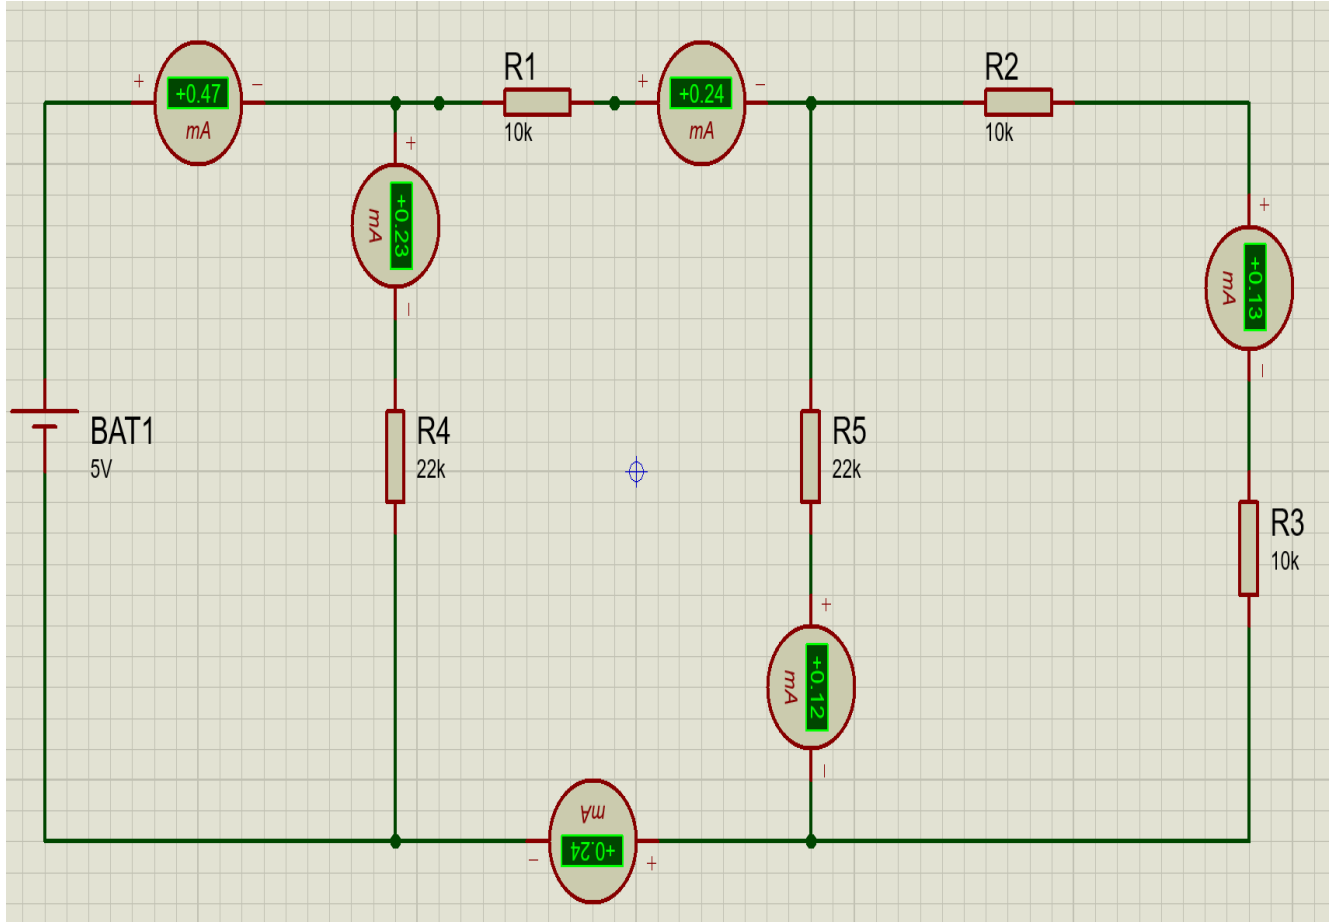 R1
R2
+ +0.47 −
mA
+ +0.24 −
mA
10k
10k
+
+0.23
mA
−
+
+0.13
mA
−
BAT1
5V
R4
22k
R5
22k
R3
10k
+
+0.12
mA
−
mA
− +0.24 +